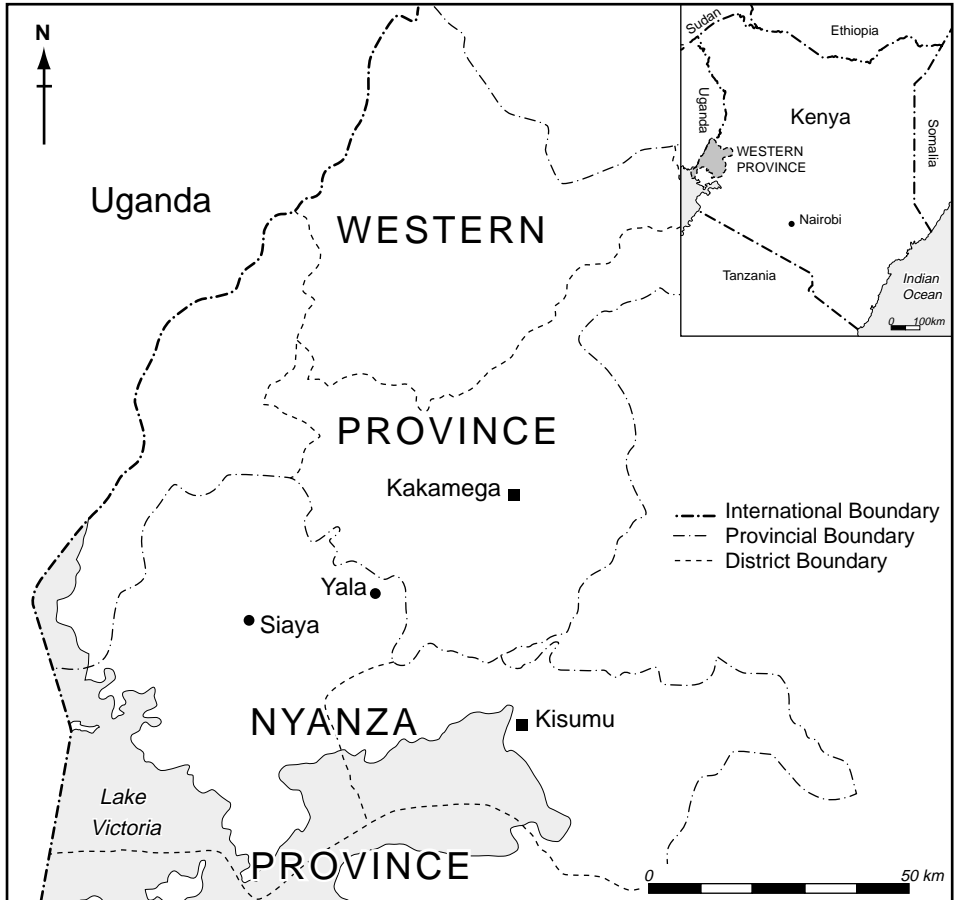 N
Uganda
WESTERN
PROVINCE
Kakamega
Yala
Siaya
NYANZA
Kisumu
Lake
Victoria
PROVINCE
0 50 km
International Boundary
Provincial Boundary
District Boundary
Sudan
Ethiopia
Uganda
Kenya
Somalia
WESTERN
PROVINCE
Nairobi
Tanzania
Indian
Ocean
0 100km